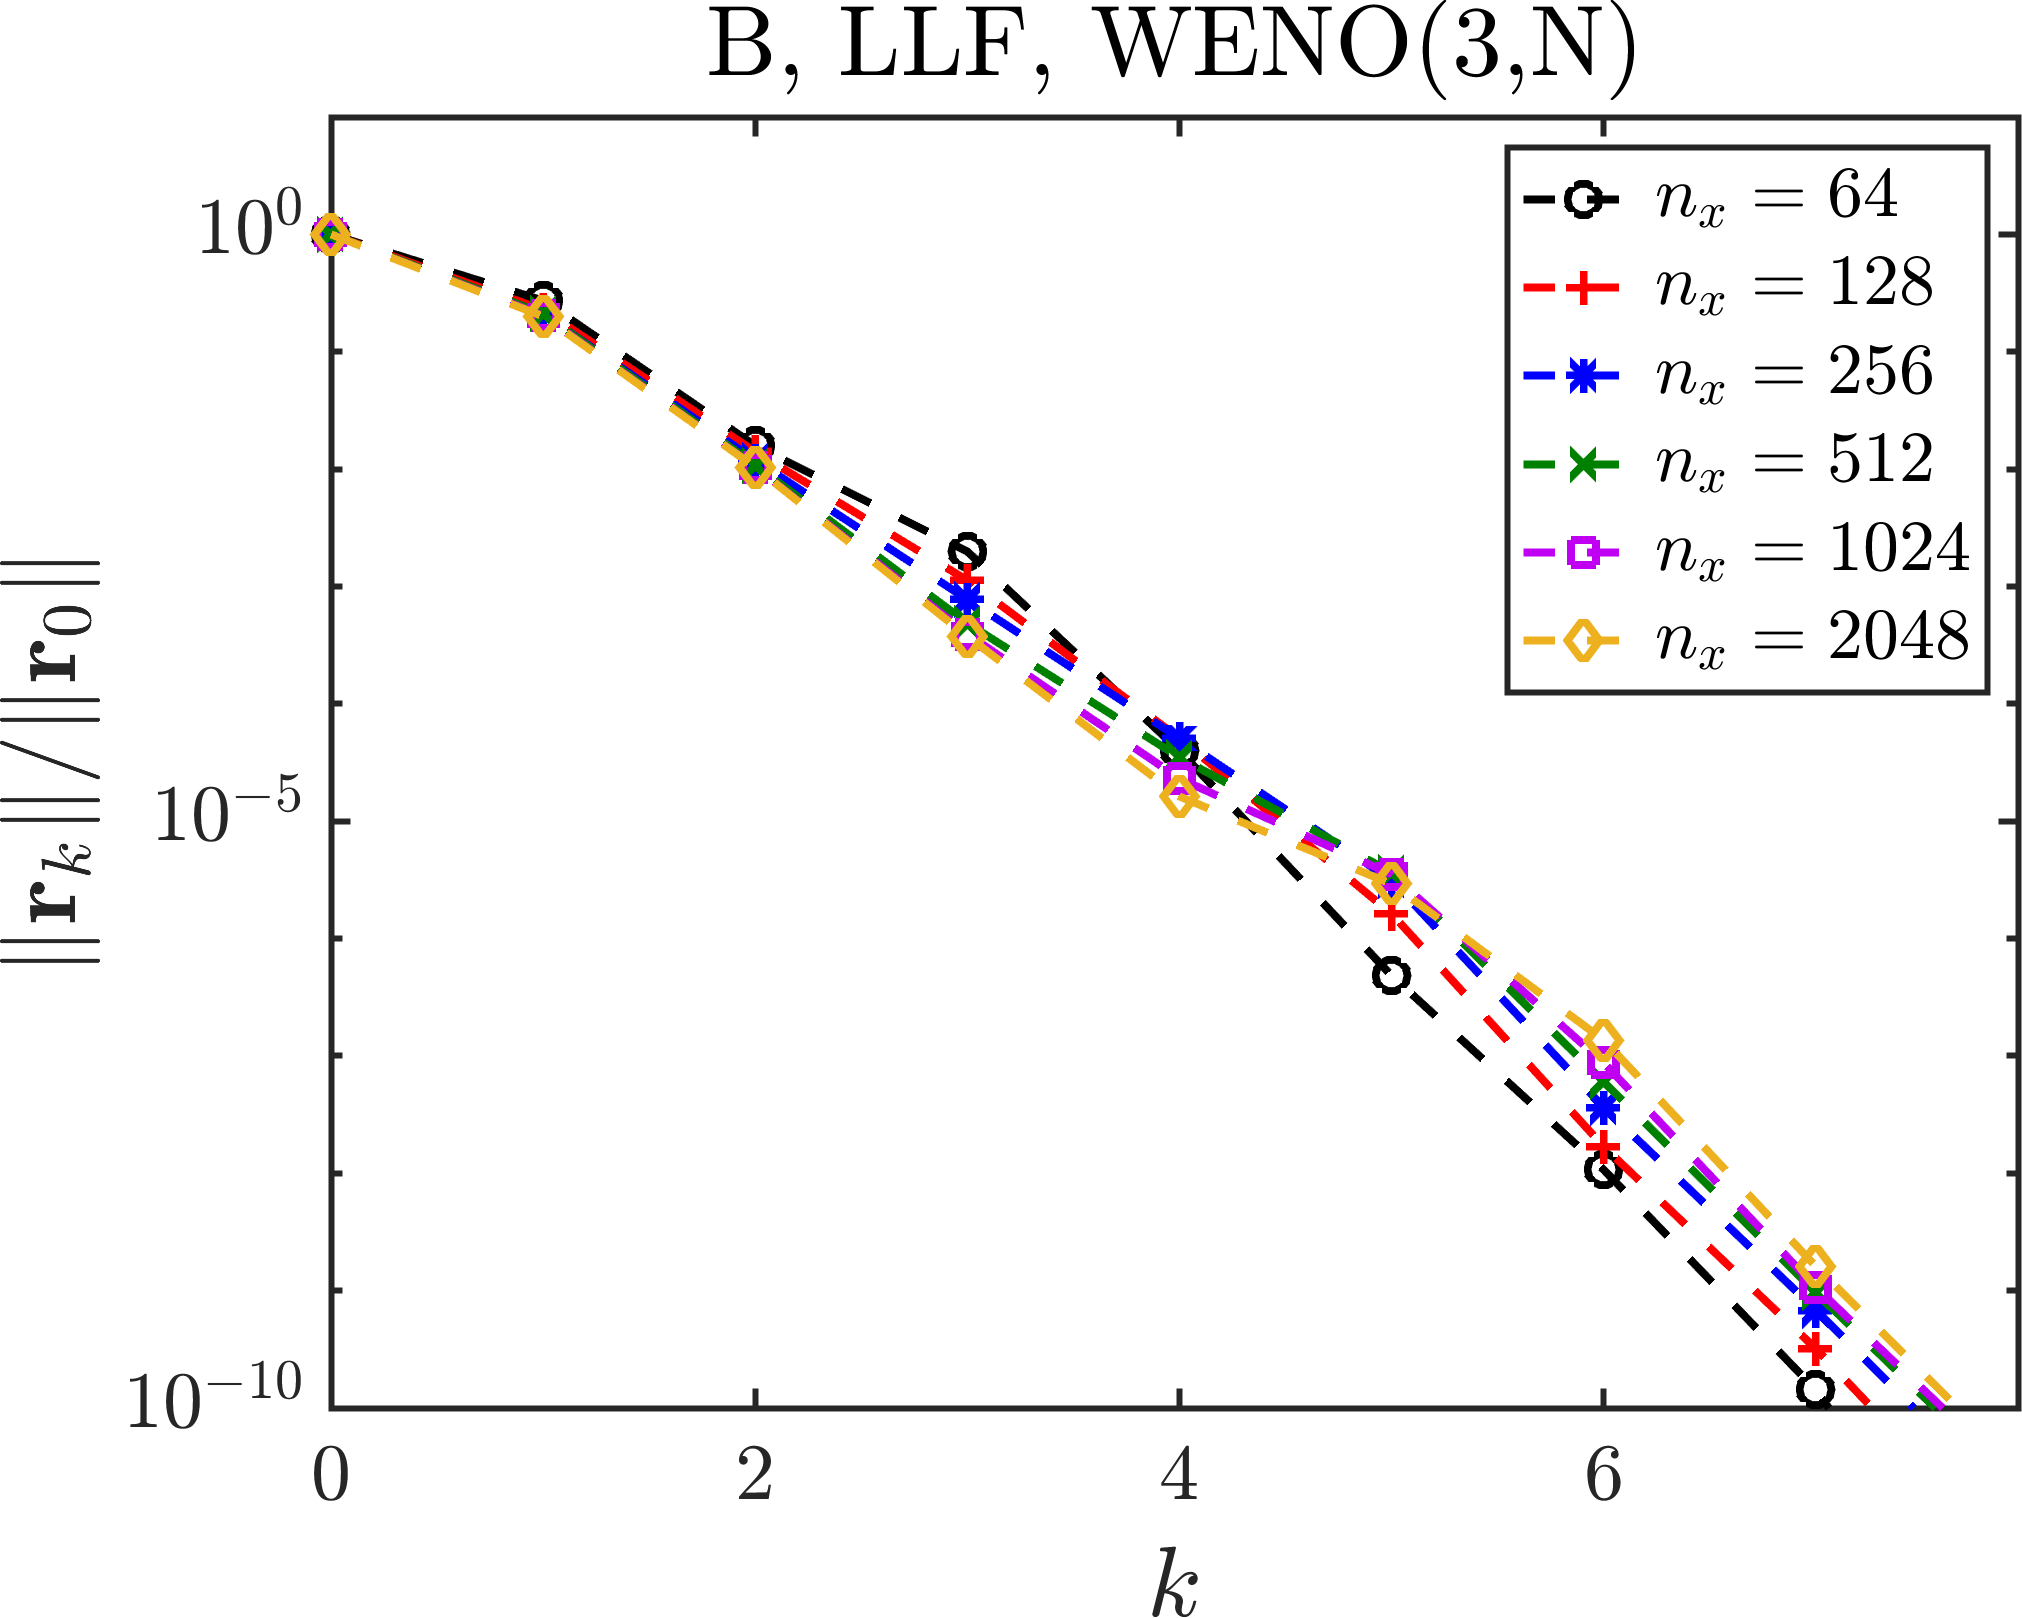 B, LLF, WENO(3,N)
‖r_k‖/‖r_0‖
10^0
10^{-5}
10^{-10}
0 2 4 6
k
n_x = 64
n_x = 128
n_x = 256
n_x = 512
n_x = 1024
n_x = 2048